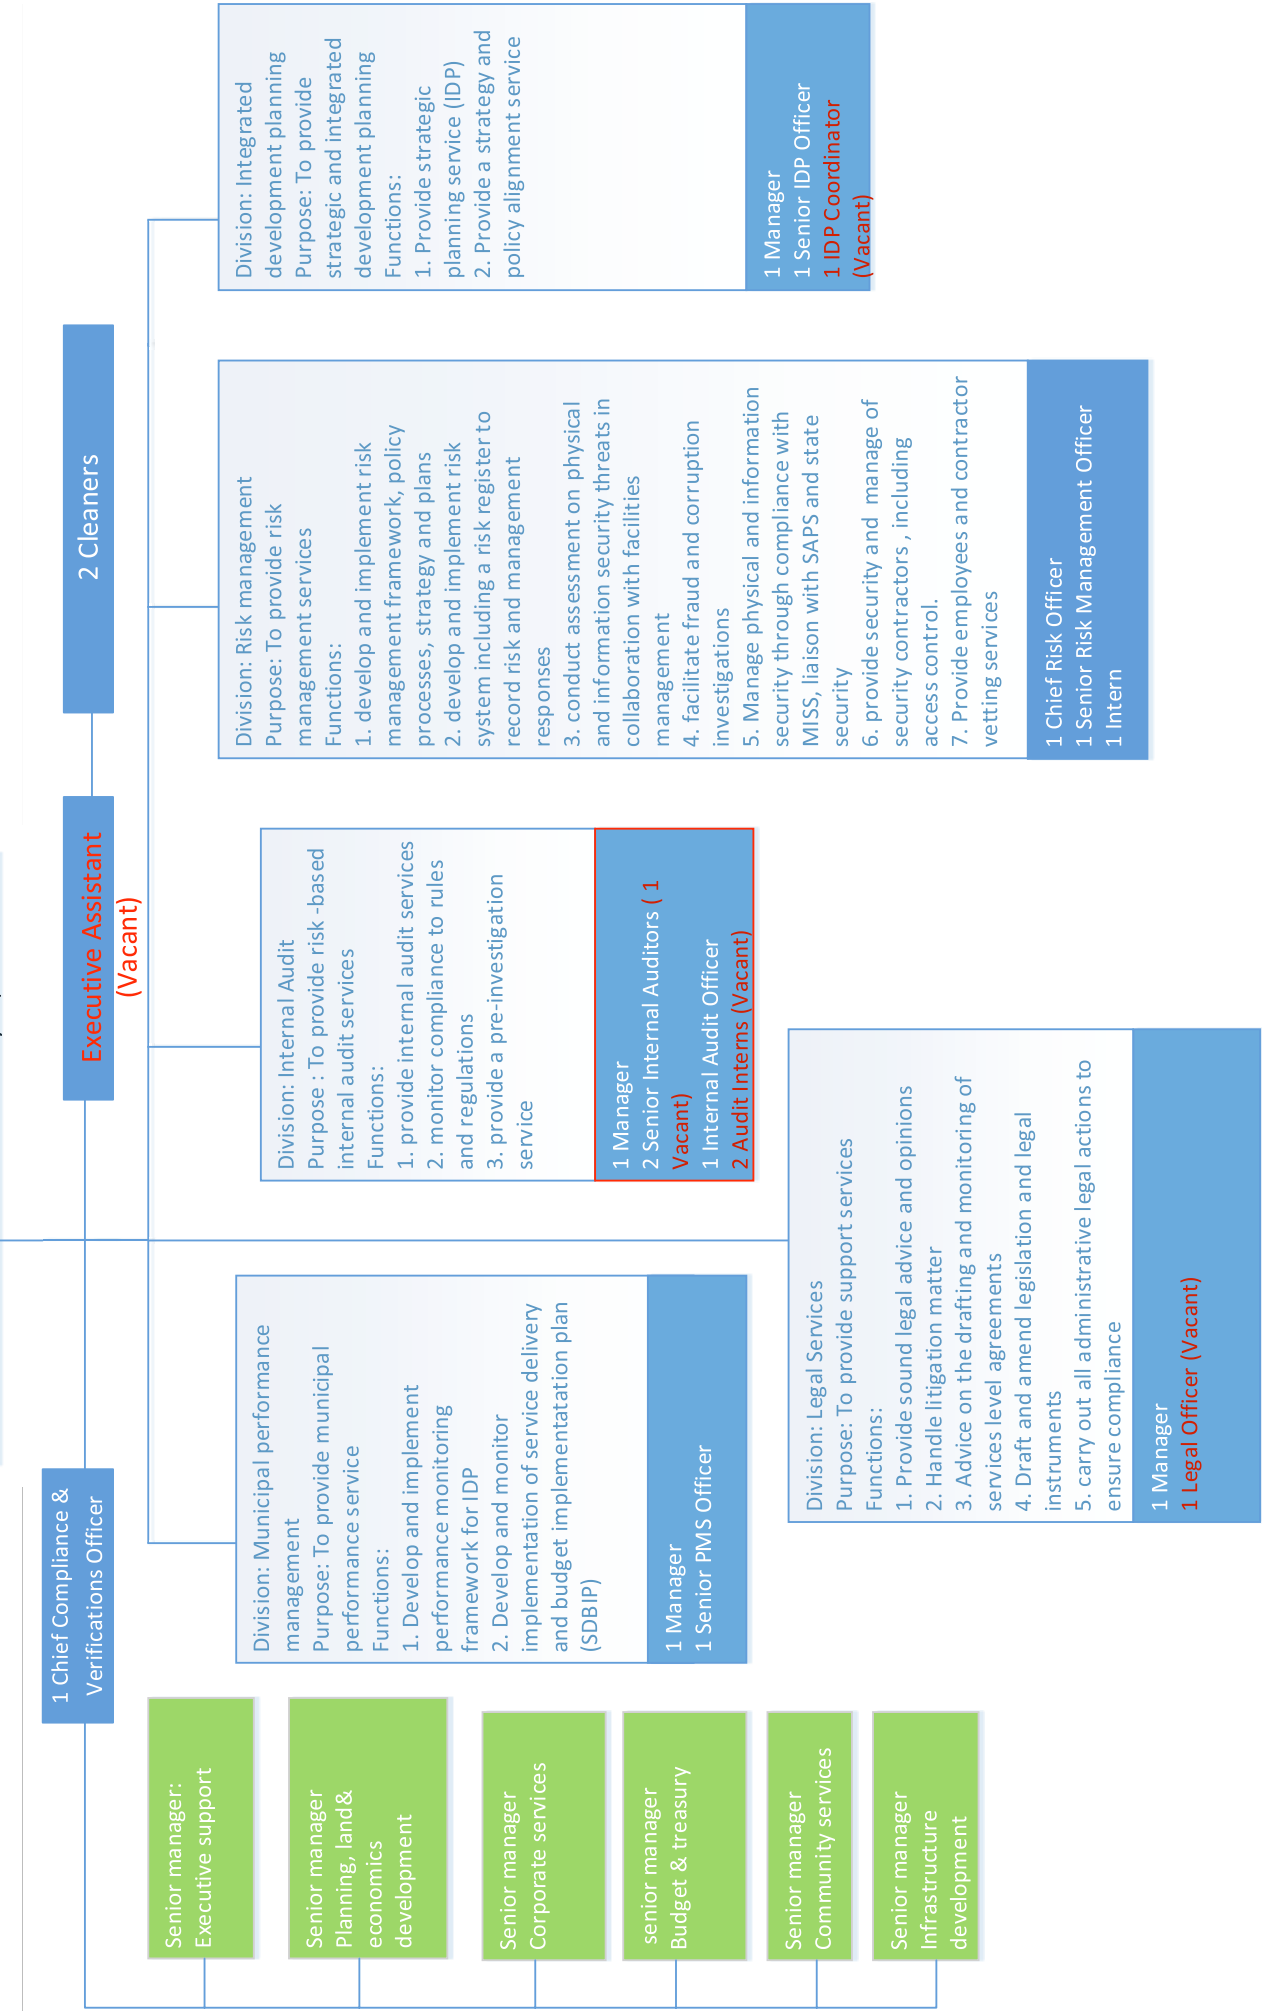 1 Chief Compliance &
Verifications Officer
Executive Assistant
(Vacant)
2 Cleaners
Senior manager:
Executive support
Senior manager
Planning, land&
economics
development
Senior manager
Corporate services
senior manager
Budget & treasury
Senior manager
Community services
Senior manager
Infrastructure
development
Division: Municipal performance
management
Purpose: To provide municipal
performance service
Functions:
1. Develop and implement
performance monitoring
framework for IDP
2. Develop and monitor
implementation of service delivery
and budget implementatation plan
(SDBIP)
1 Manager
1 Senior PMS Officer
Division: Internal Audit
Purpose : To provide risk -based
internal audit services
Functions:
1. provide internal audit services
2. monitor compliance to rules
and regulations
3. provide a pre-investigation
service
1 Manager
2 Senior Internal Auditors ( 1
Vacant)
1 Internal Audit Officer
2 Audit Interns (Vacant)
Division: Risk management
Purpose: To provide risk
management services
Functions:
1. develop and implement risk
management framework, policy
processes, strategy and plans
2. develop and implement risk
system including a risk register to
record risk and management
responses
3. conduct assessment on physical
and information security threats in
collaboration with facilities
management
4. facilitate fraud and corruption
investigations
5. Manage physical and information
security through compliance with
MISS, liaison with SAPS and state
security
6. provide security and manage of
security contractors , including
access control.
7. Provide employees and contractor
vetting services
1 Chief Risk Officer
1 Senior Risk Management Officer
1 Intern
Division: Integrated
development planning
Purpose: To provide
strategic and integrated
development planning
Functions:
1. Provide strategic
planning service (IDP)
2. Provide a strategy and
policy alignment service
1 Manager
1 Senior IDP Officer
1 IDP Coordinator
(Vacant)
Division: Legal Services
Purpose: To provide support services
Functions:
1. Provide sound legal advice and opinions
2. Handle litigation matter
3. Advice on the drafting and monitoring of
services level agreements
4. Draft and amend legislation and legal
instruments
5. carry out all administrative legal actions to
ensure compliance
1 Manager
1 Legal Officer (Vacant)